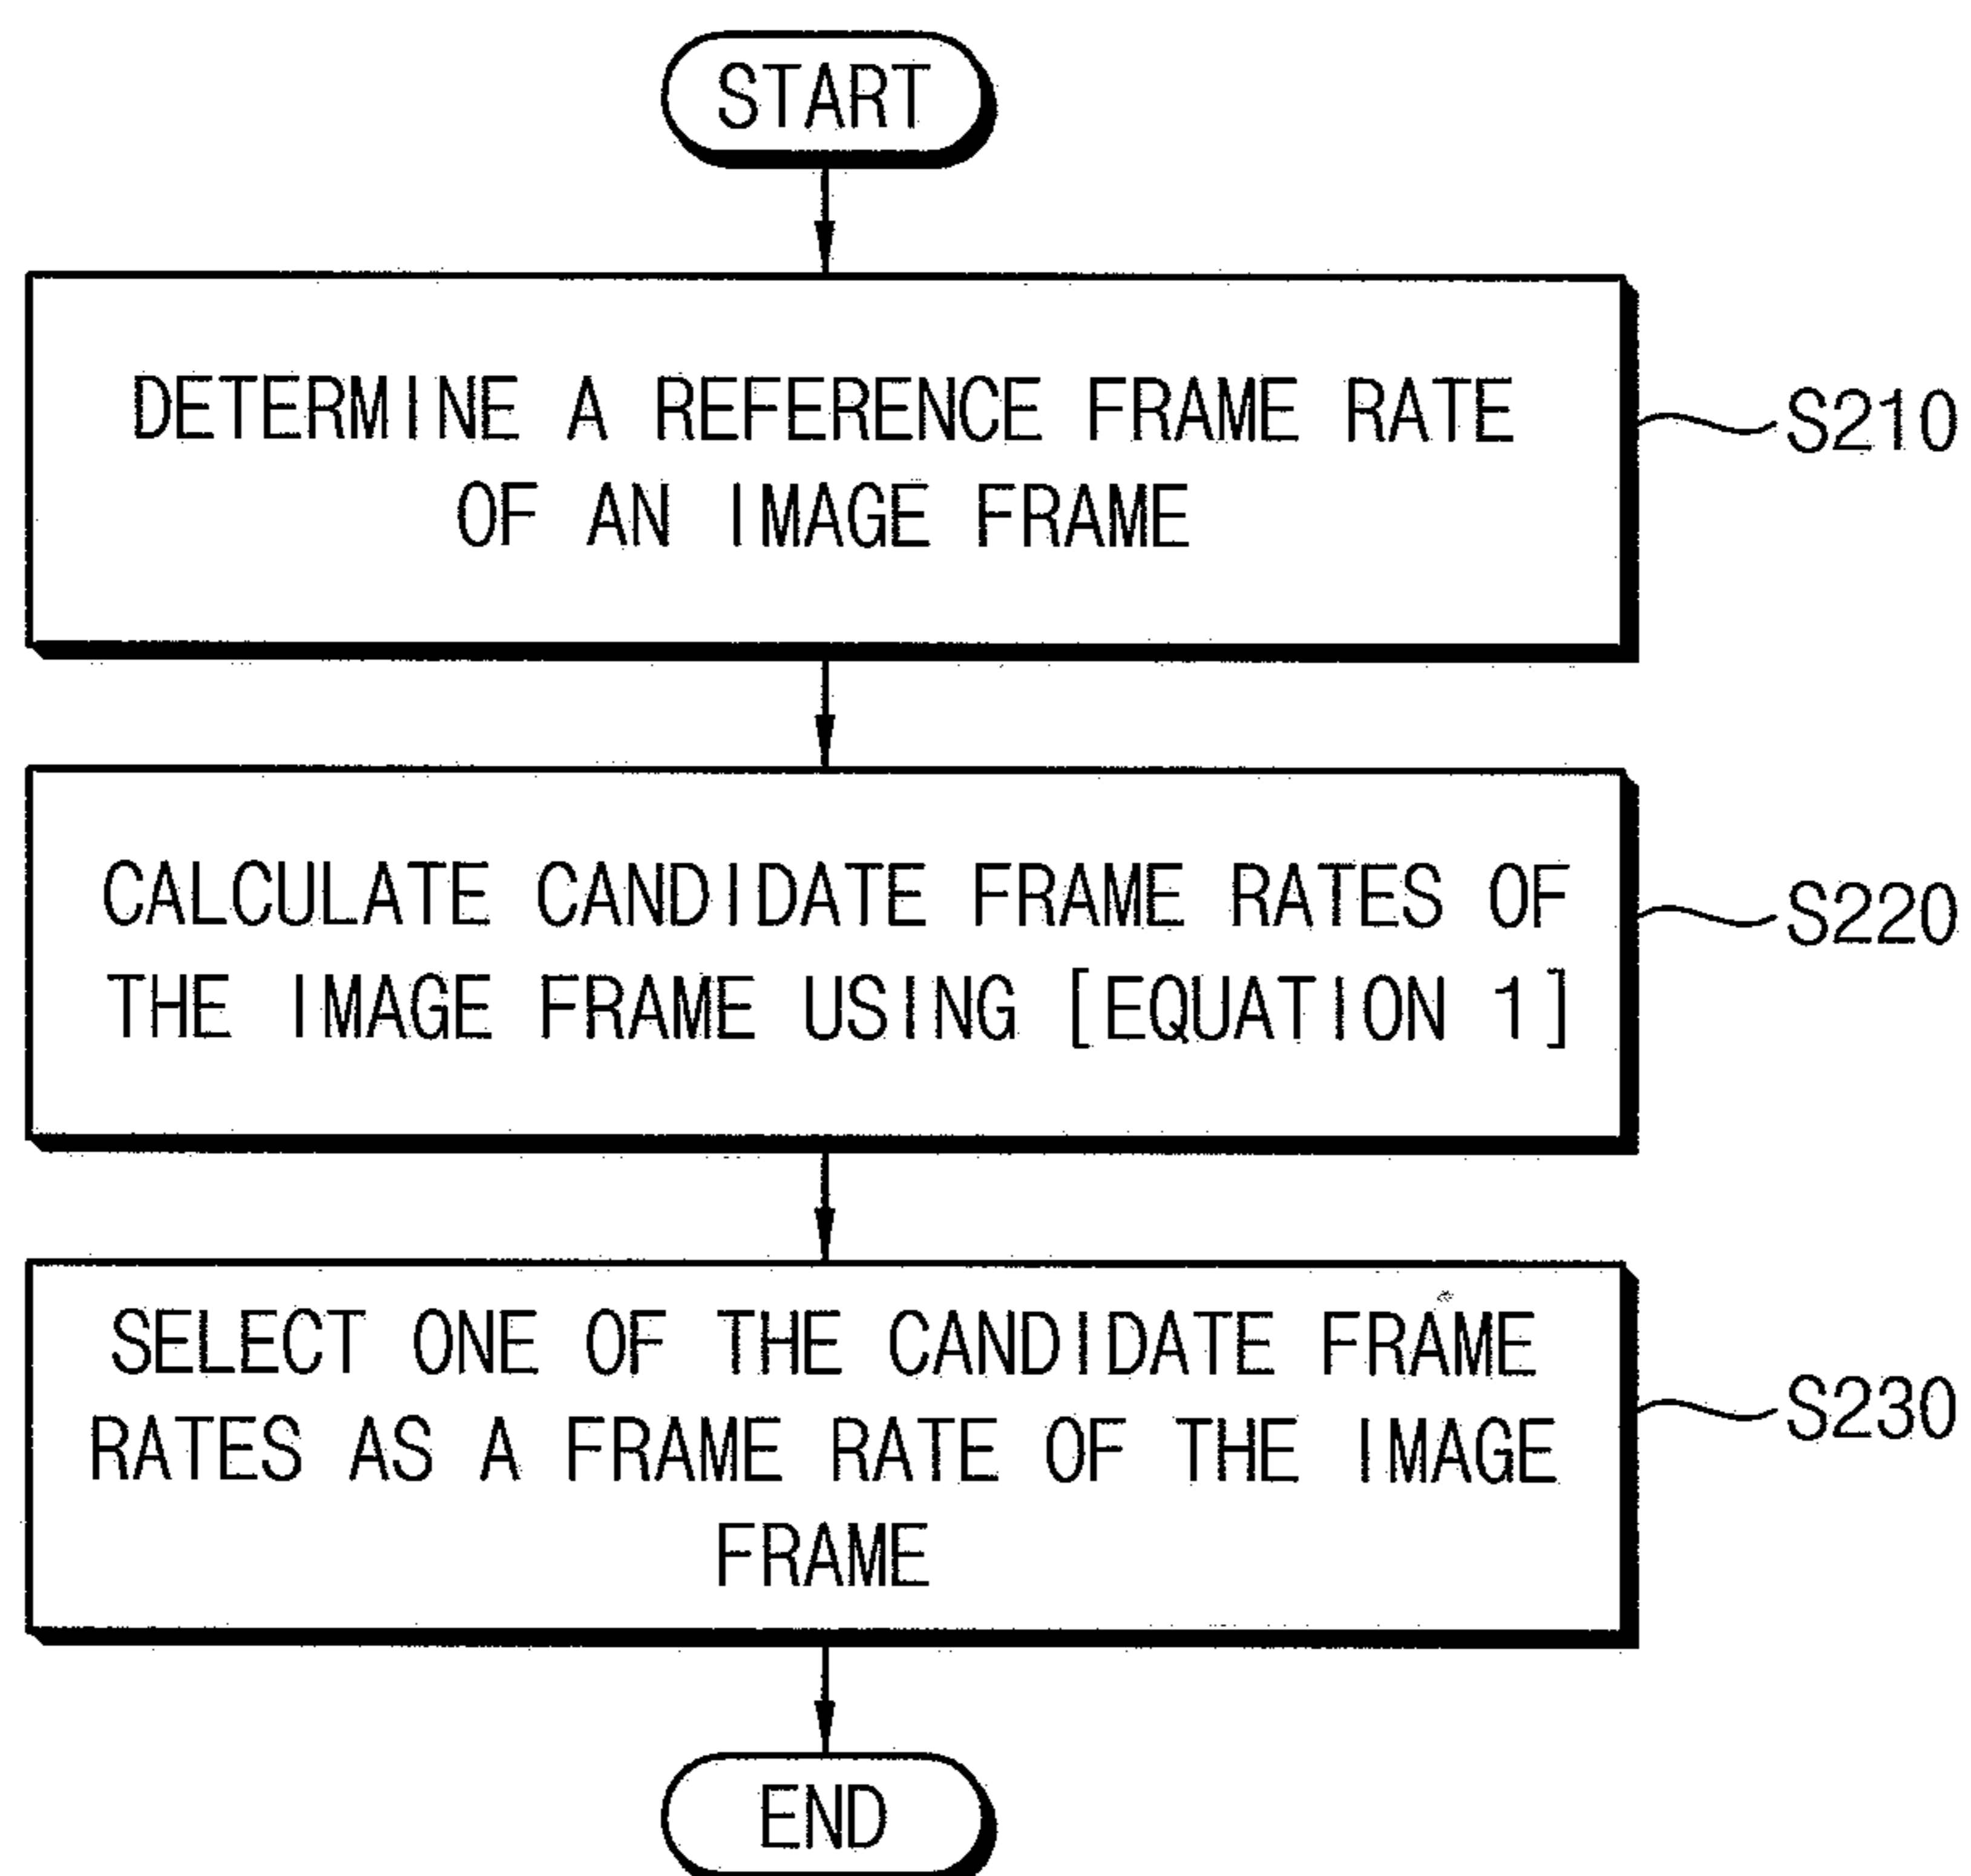 START
DETERMINE A REFERENCE FRAME RATE
OF AN IMAGE FRAME
S210
CALCULATE CANDIDATE FRAME RATES OF
THE IMAGE FRAME USING [EQUATION 1]
S220
SELECT ONE OF THE CANDIDATE FRAME
RATES AS A FRAME RATE OF THE IMAGE
FRAME
S230
END